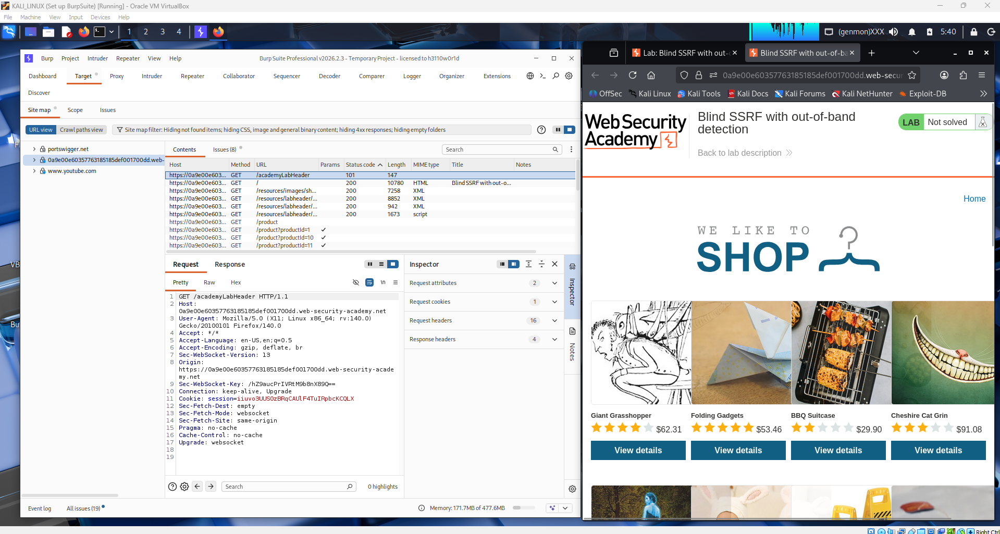 KALI_LINUX (Set up BurpSuite) [Running] - Oracle VM VirtualBox
File Machine View Input Devices Help
1 2 3 4 (genmon)XXX 5:40
Burp Project Intruder Repeater View Help Burp Suite Professional v2026.2.3 - Temporary Project - licensed to h3110w0r1d
Dashboard Target Proxy Intruder Repeater Collaborator Sequencer Decoder Comparer Logger Organizer Extensions
Discover
Site map Scope Issues
URL view Crawl paths view Site map filter: Hiding not found items; hiding CSS, image and general binary content; hiding 4xx responses; hiding empty folders
portswigger.net
0a9e00e60357763185185def001700dd.web-
www.youtube.com
Contents Issues (8) Search
Host Method URL Params Status code Length MIME type Title Notes
https://0a9e00e603... GET /academyLabHeader 101 147
https://0a9e00e603... GET / 200 10780 HTML Blind SSRF with out-o...
https://0a9e00e603... GET /resources/images/sh... 200 7258 XML
https://0a9e00e603... GET /resources/labheader/... 200 8852 XML
https://0a9e00e603... GET /resources/labheader/... 200 942 XML
https://0a9e00e603... GET /resources/labheader/... 200 1673 script
https://0a9e00e603... GET /product
https://0a9e00e603... GET /product?productId=1 ✓
https://0a9e00e603... GET /product?productId=10 ✓
https://0a9e00e603... GET /product?productId=11 ✓
Request Response
Pretty Raw Hex \n
1 GET /academyLabHeader HTTP/1.1
2 Host:
0a9e00e60357763185185def001700dd.web-security-academy.net
3 User-Agent: Mozilla/5.0 (X11; Linux x86_64; rv:140.0)
Gecko/20100101 Firefox/140.0
4 Accept: */*
5 Accept-Language: en-US,en;q=0.5
6 Accept-Encoding: gzip, deflate, br
7 Sec-WebSocket-Version: 13
8 Origin:
https://0a9e00e60357763185185def001700dd.web-security-acade
my.net
9 Sec-WebSocket-Key: /hZ9aucPrIVRtM9b8nX89Q==
10 Connection: keep-alive, Upgrade
11 Cookie: session=iiuvo3UUS0zBRqCAUlF4TuIRpbcKCQLX
12 Sec-Fetch-Dest: empty
13 Sec-Fetch-Mode: websocket
14 Sec-Fetch-Site: same-origin
15 Pragma: no-cache
16 Cache-Control: no-cache
17 Upgrade: websocket
18
19
Search 0 highlights
Inspector
Request attributes 2
Request cookies 1
Request headers 16
Response headers 4
Inspector
Notes
Event log All issues (19) Memory: 171.7MB of 477.6MB
Lab: Blind SSRF with out- Blind SSRF with out-of-ba
0a9e00e60357763185185def001700dd.web-secur
OffSec Kali Linux Kali Tools Kali Docs Kali Forums Kali NetHunter Exploit-DB
Web Security
Academy
Blind SSRF with out-of-band
detection
Back to lab description
LAB Not solved
Home
WE LIKE TO
SHOP
Giant Grasshopper
$62.31
View details
Folding Gadgets
$53.46
View details
BBQ Suitcase
$29.90
View details
Cheshire Cat Grin
$91.08
View details
VB
Bu
Right Ctrl